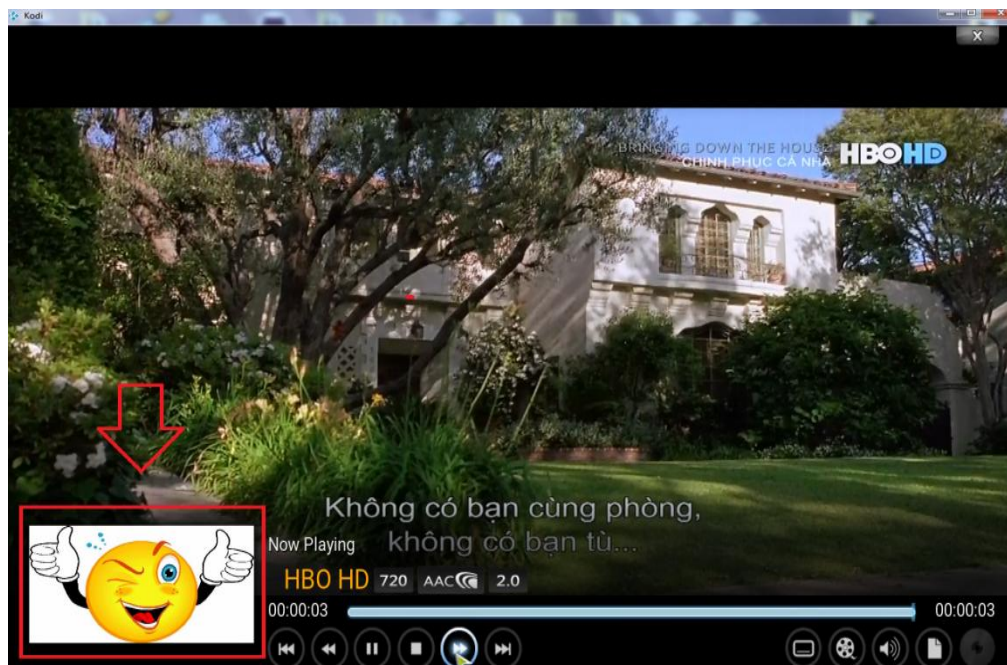 Kodi
X
BRINGING DOWN THE HOUSE
CHINH PHỤC CẢ NHÀ
HBO HD
Không có bạn cùng phòng,
không có bạn tù...
Now Playing
HBO HD 720 AAC 2.0
00:00:03 00:00:03